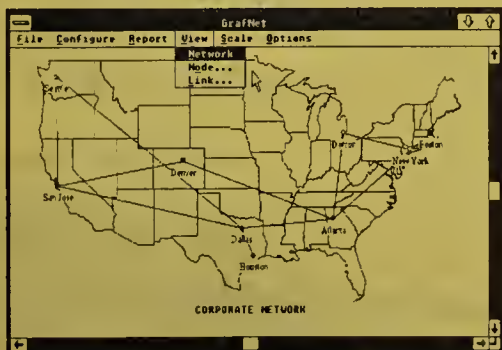 GrafNet
File Configure Report View Scale Options
Network
Node...
Link...
Seattle
Detroit
Boston
New York
Denver
San Jose
Dallas
Atlanta
Houston
CORPORATE NETWORK